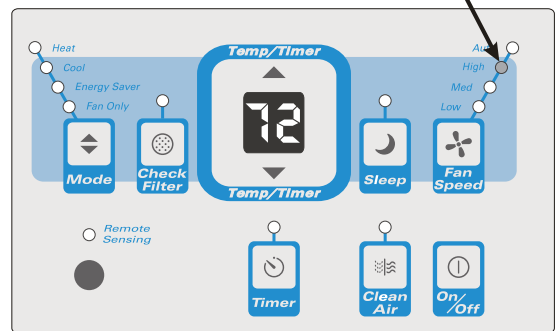 Heat
Cool
Energy Saver
Fan Only
Mode
Check
Filter
Temp/Timer
72
Temp/Timer
Sleep
Au
High
Med
Low
Fan
Speed
Remote
Sensing
Timer
Clean
Air
On/Off